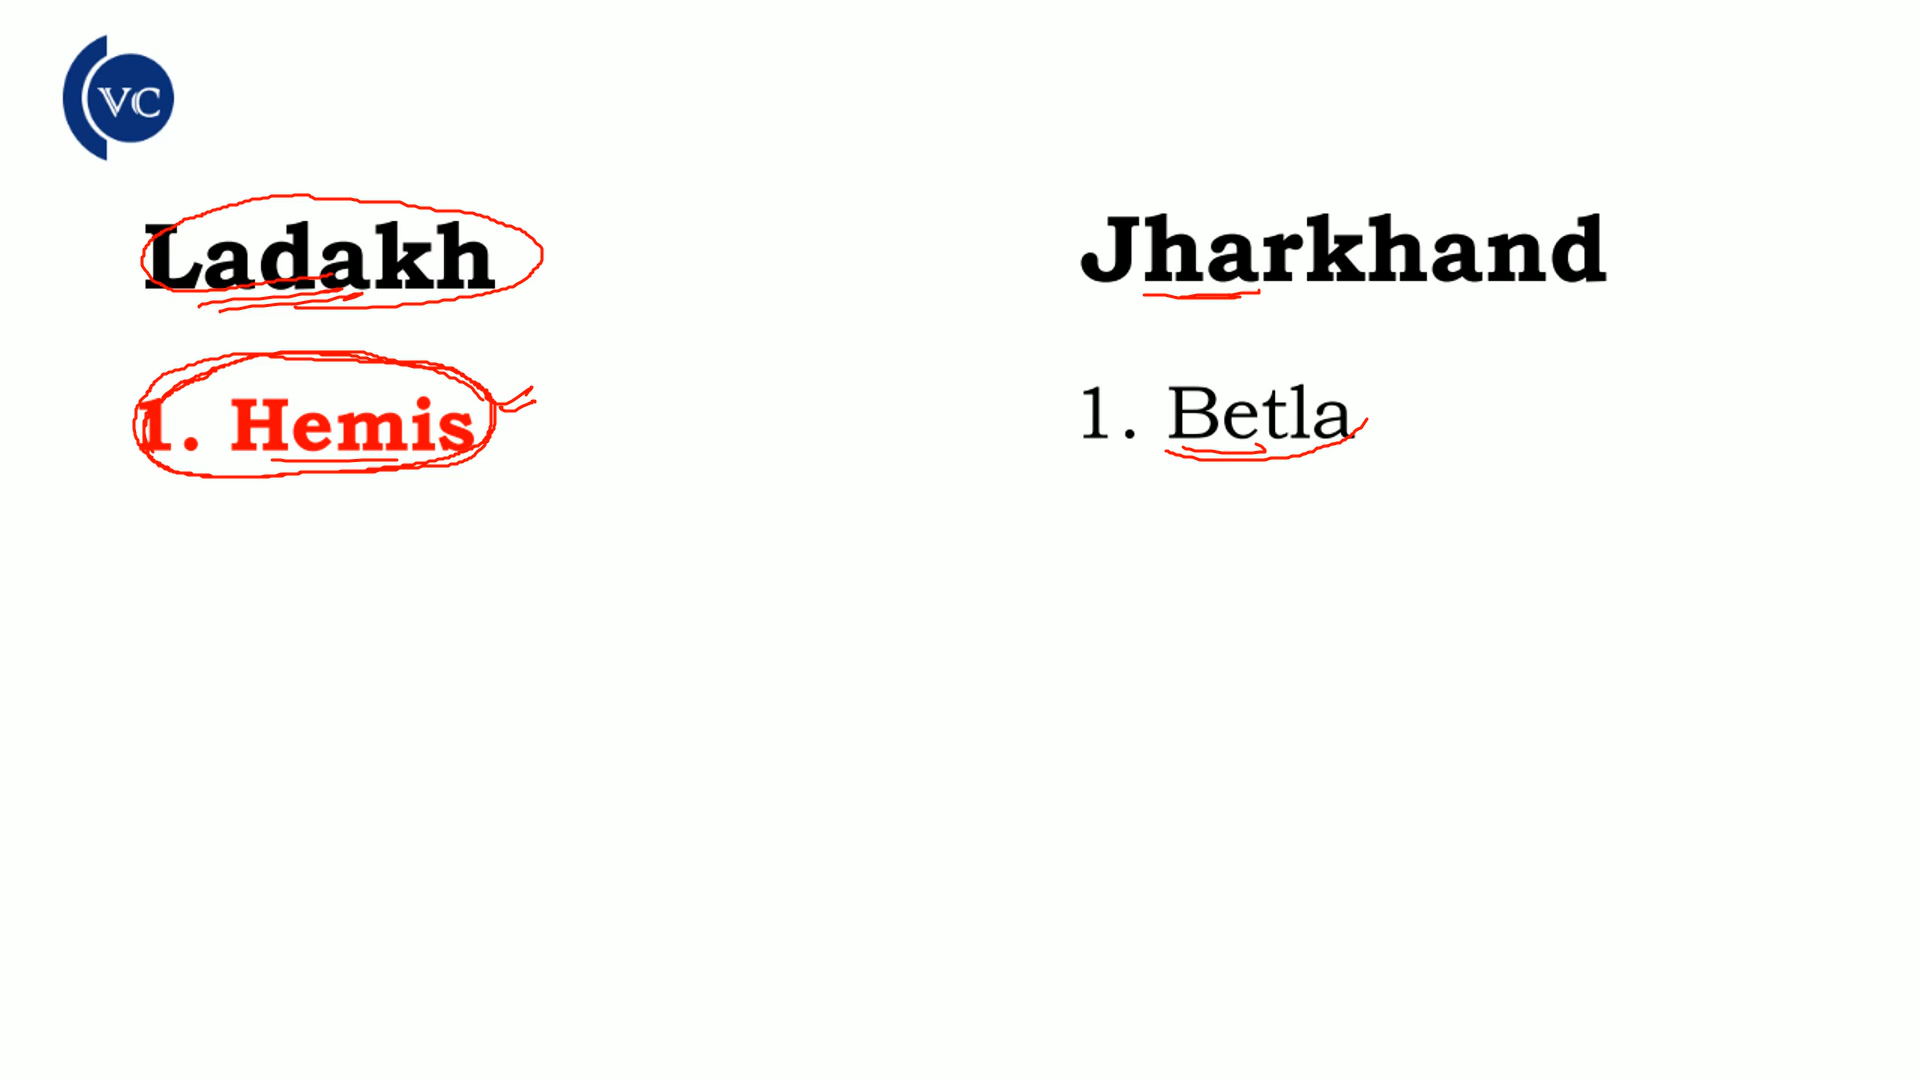 VC
Ladakh
1. Hemis
Jharkhand
1. Betla